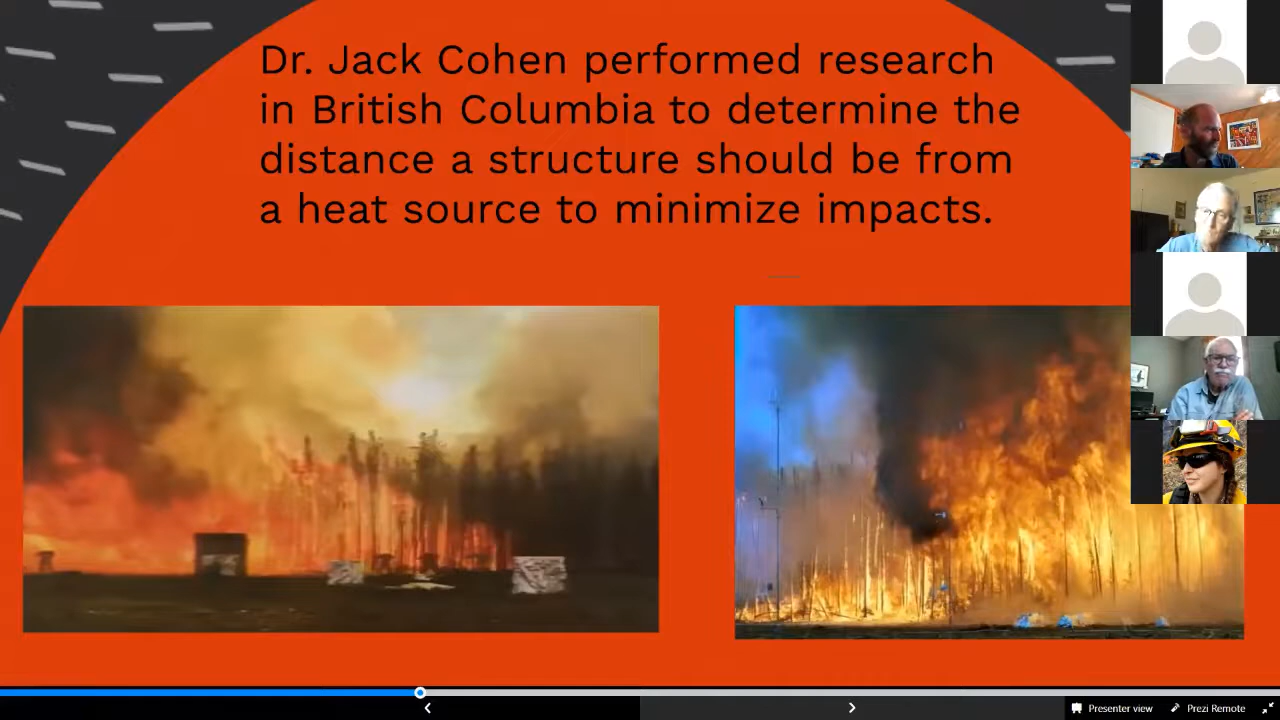 Dr. Jack Cohen performed research
in British Columbia to determine the
distance a structure should be from
a heat source to minimize impacts.
Presenter view
Prezi Remote